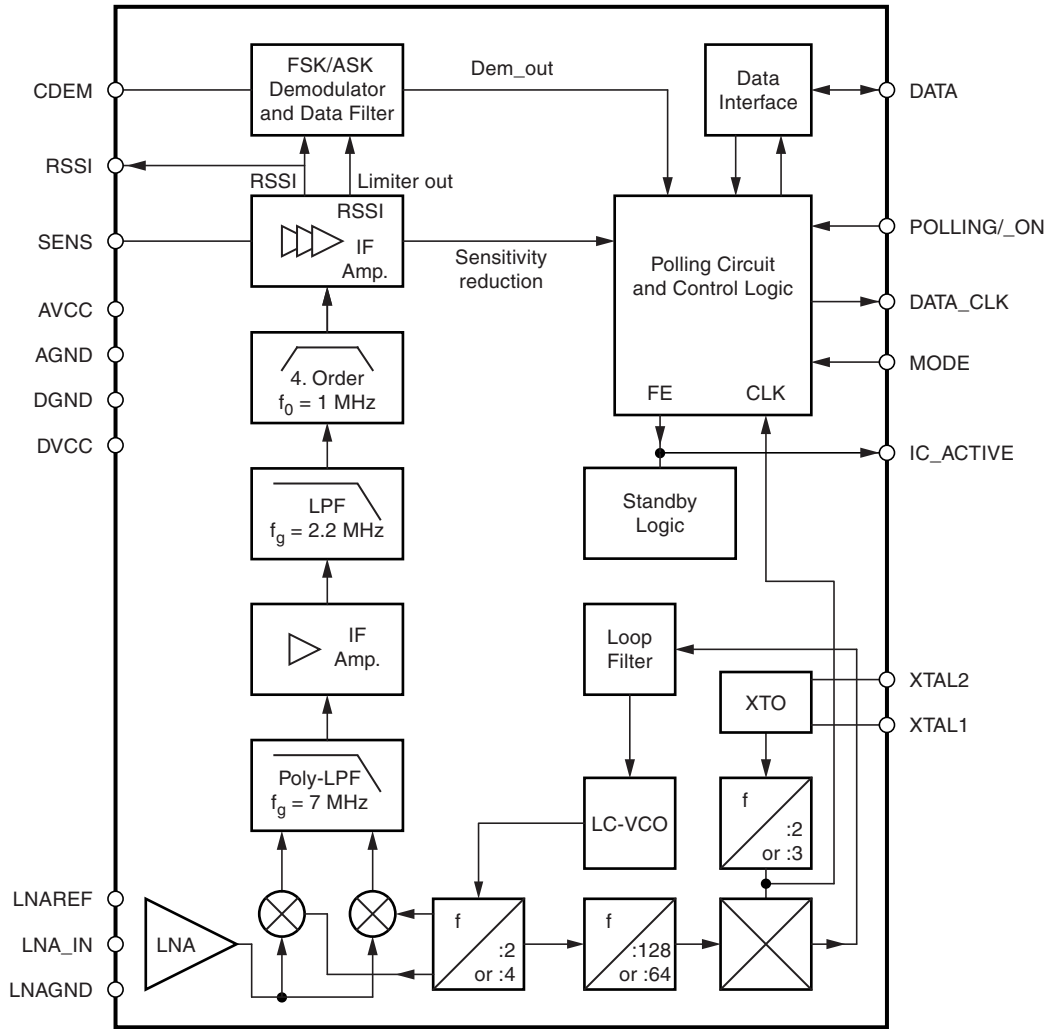 CDEM
FSK/ASK
Demodulator
and Data Filter
Dem_out
Data
Interface
DATA
RSSI
RSSI
Limiter out
SENS
RSSI
IF
Amp.
Sensitivity
reduction
Polling Circuit
and Control Logic
FE
CLK
POLLING/_ON
DATA_CLK
MODE
IC_ACTIVE
AVCC
AGND
DGND
DVCC
4. Order
f0 = 1 MHz
LPF
fg = 2.2 MHz
Standby
Logic
IF
Amp.
Loop
Filter
XTO
XTAL2
XTAL1
Poly-LPF
fg = 7 MHz
LC-VCO
f
:2
or :3
LNAREF
LNA_IN
LNAGND
LNA
f
:2
or :4
f
:128
or :64